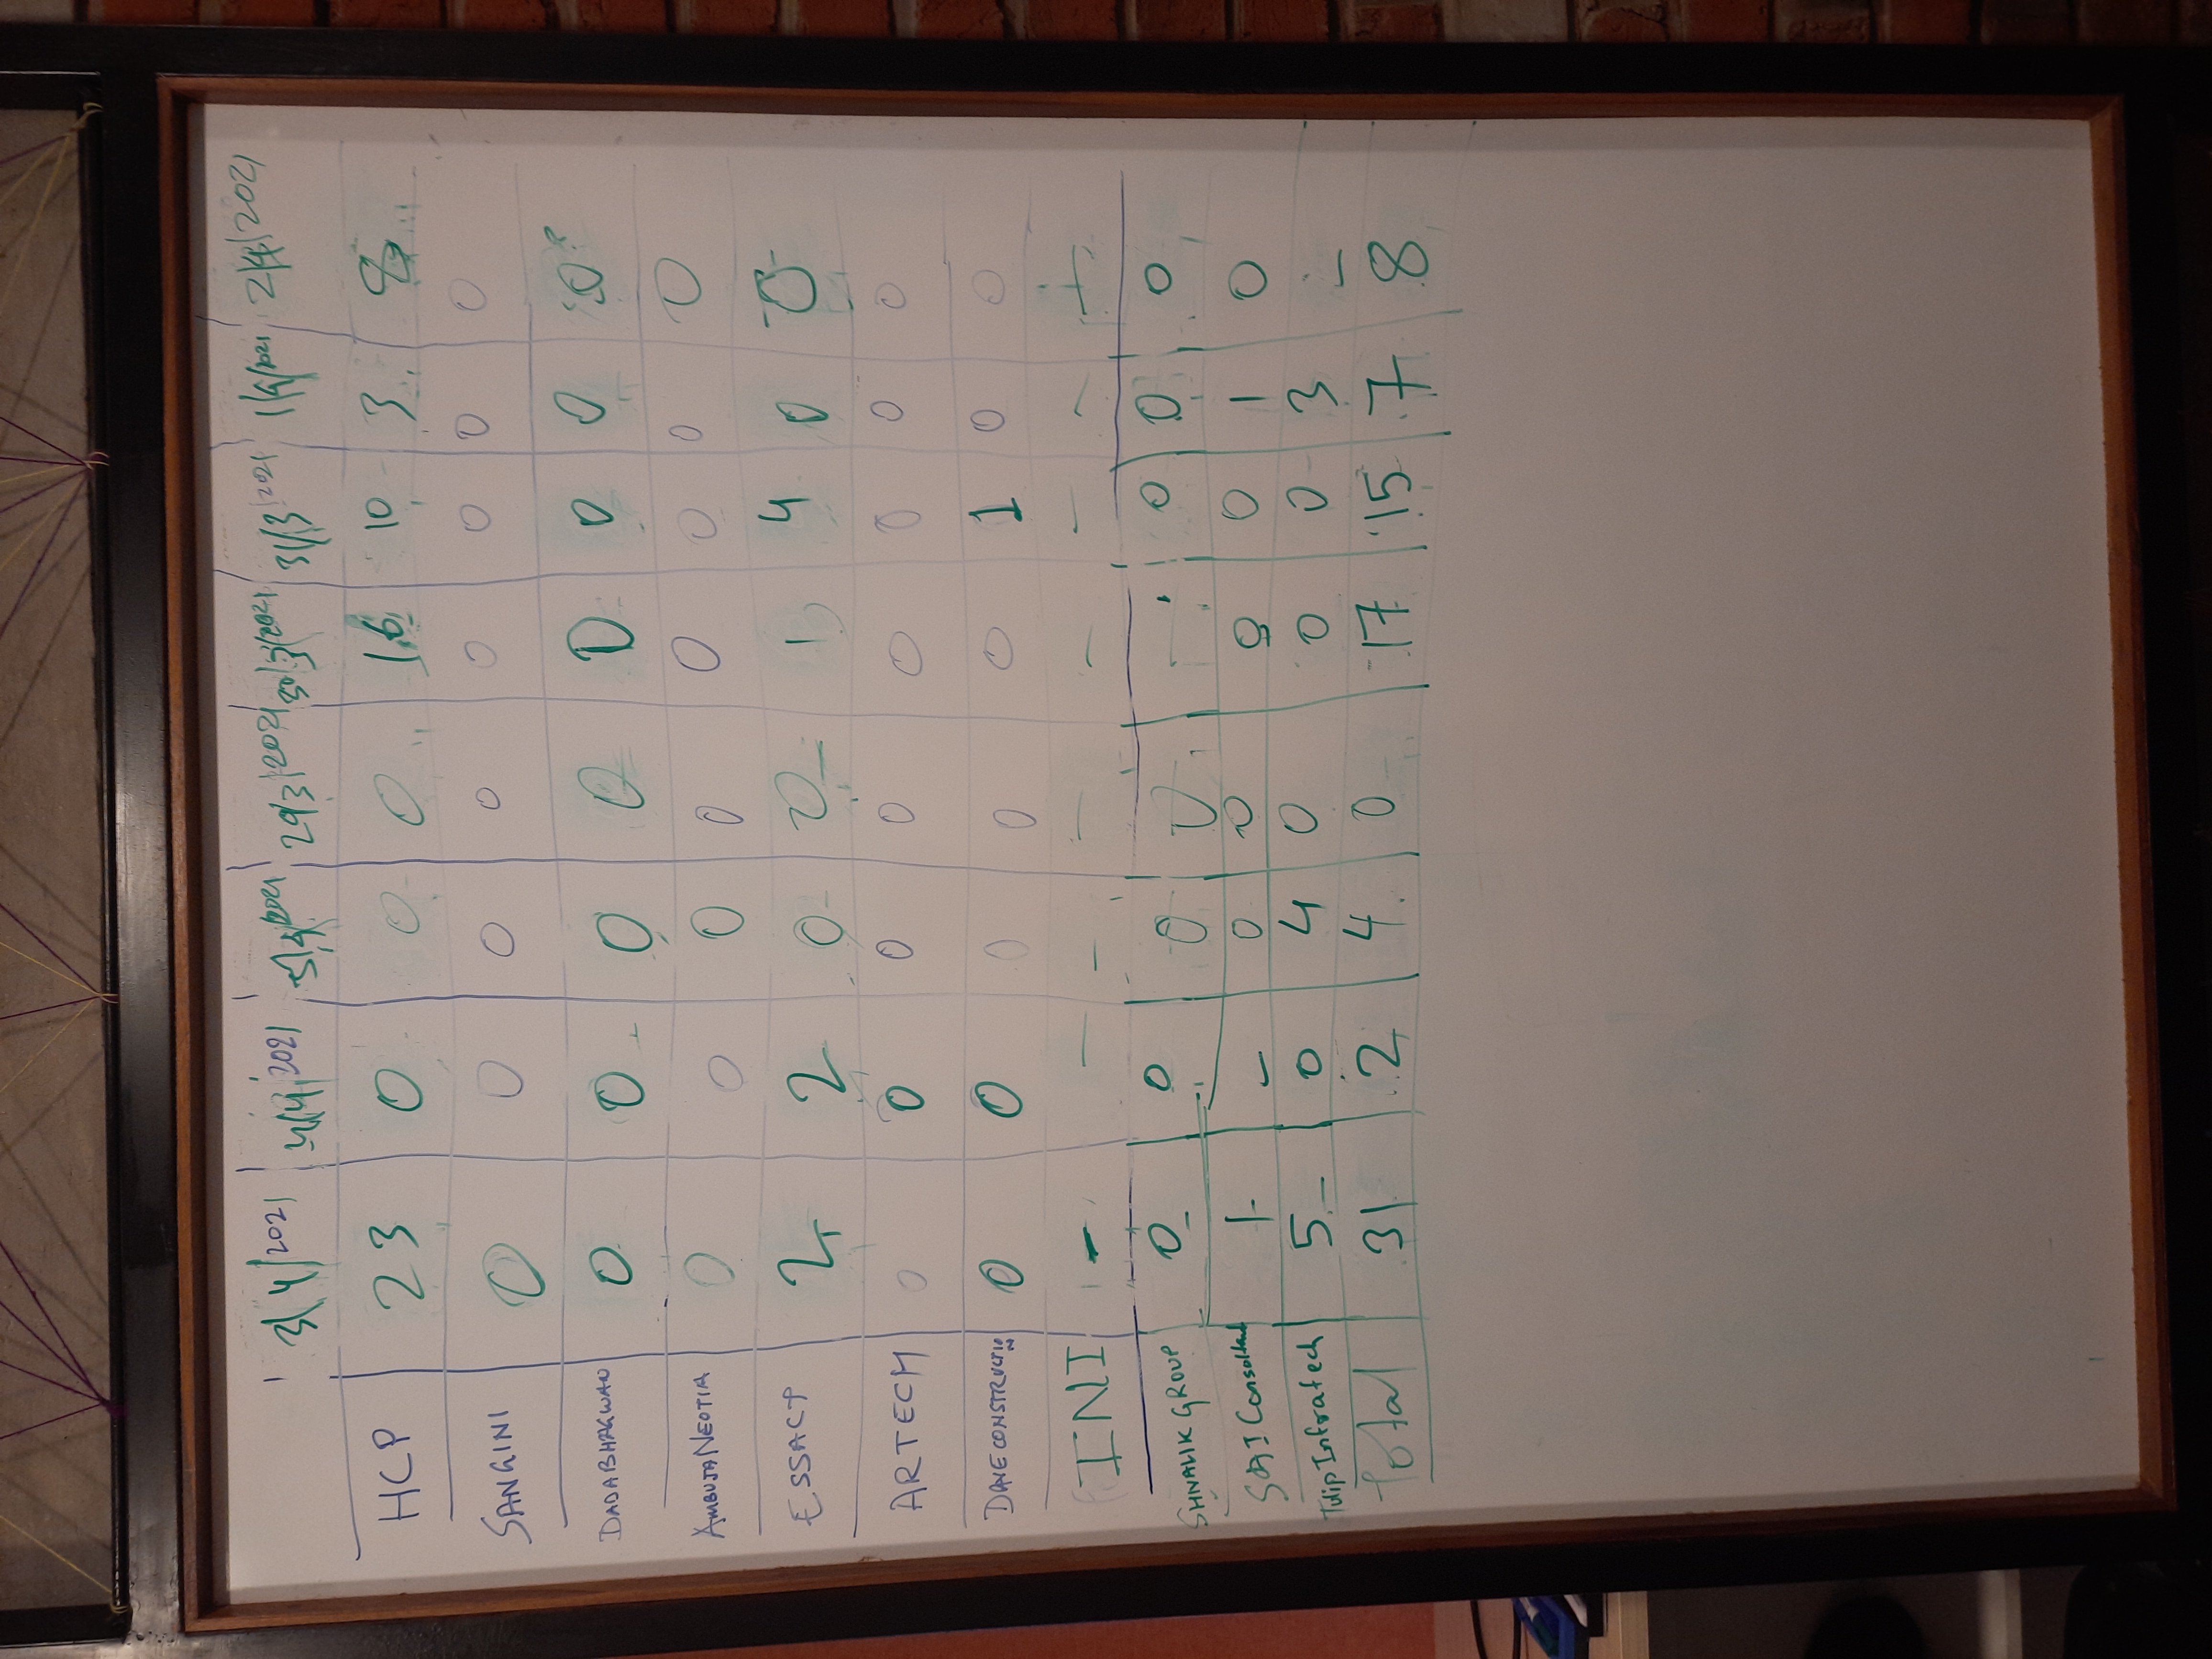 3/4/2021 4/4/2021 5/4/2021 29/3/2021 30/3/2021 31/3/2021 1/4/2021 2/4/2021
HCP 23 0 0 0 16 10 3 8
SANGINI 0 0 0 0 0 0 0 0
DADABHAGWAN 0 0 0 0 0 0 0 0
AMBUJA NEOTIA 0 0 0 0 0 0 0 0
ESSACP 2 2 0 0 1 4 0 0
ARTECH 0 0 0 0 0 0 0 0
DAVE CONSTRUCTION 0 0 0 0 0 1 0 0
INI - - - - - - - -
SHIVALIK GROUP 0 0 0 0 - 0 0 0
SAI Consoltant 1 - 0 0 0 0 1 0
Tulip Infratech 5 0 4 0 0 0 3 -
Total 31 2 4 0 17 15 7 8